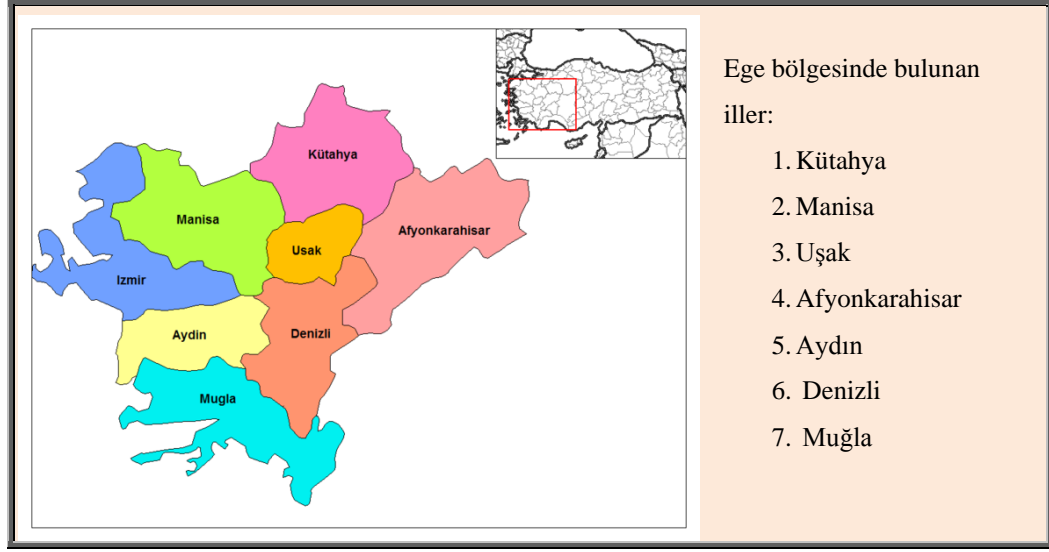 Kütahya
Manisa
Usak
Afyonkarahisar
Izmir
Aydin
Denizli
Mugla
Ege bölgesinde bulunan
iller:
1. Kütahya
2. Manisa
3. Uşak
4. Afyonkarahisar
5. Aydın
6. Denizli
7. Muğla